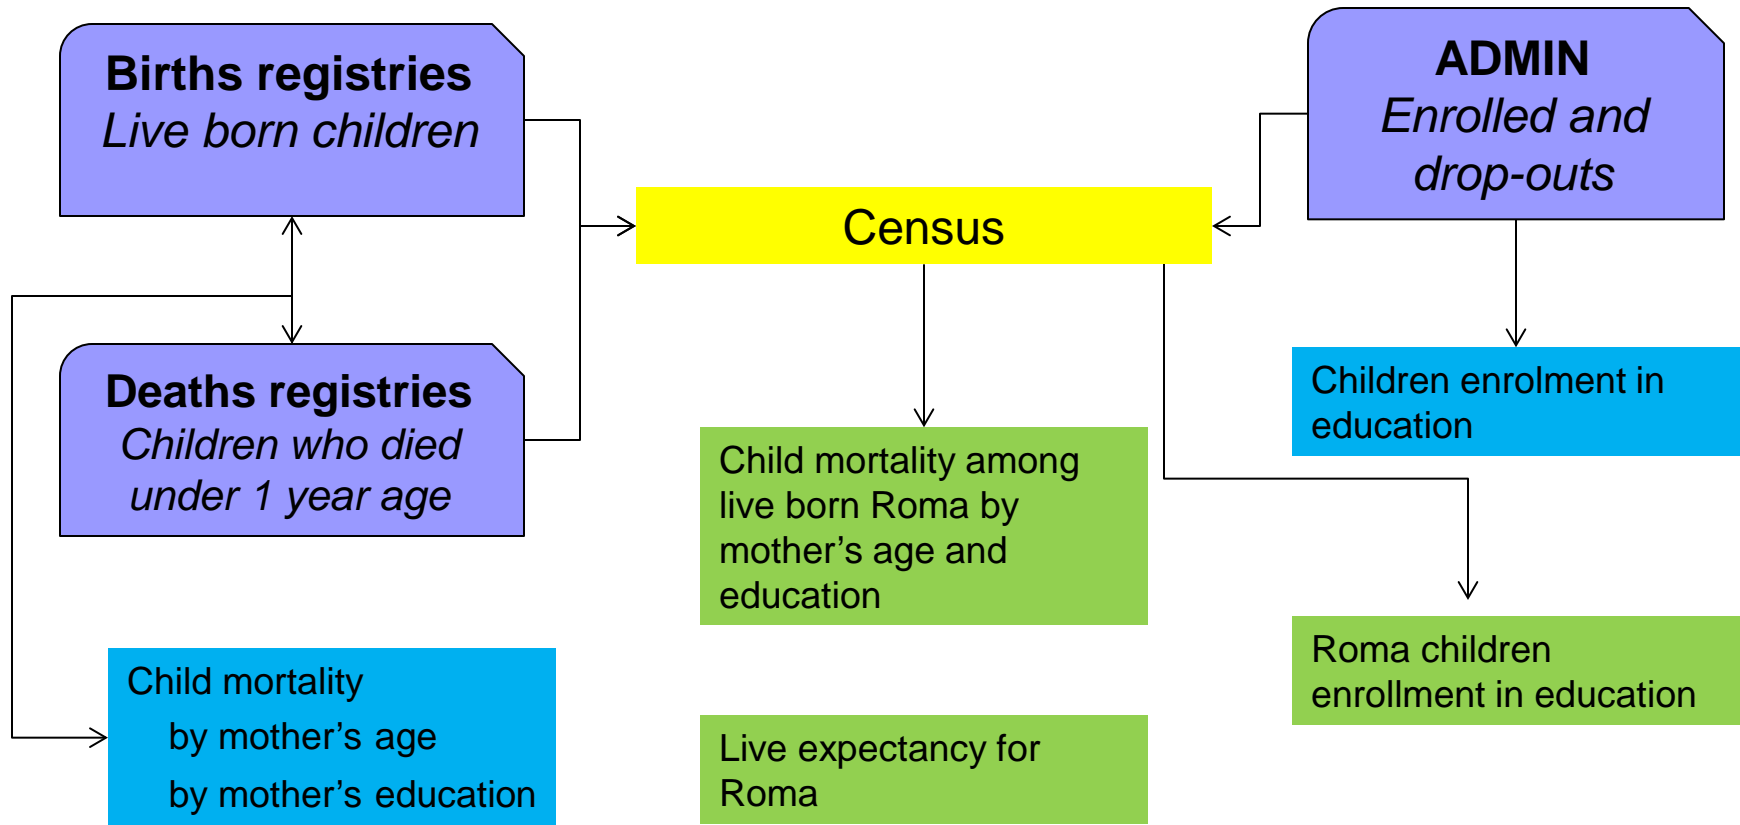 Births registries
Live born children
ADMIN
Enrolled and
drop-outs
Census
Deaths registries
Children who died
under 1 year age
Children enrolment in
education
Child mortality among
live born Roma by
mother’s age and
education
Roma children
enrollment in education
Child mortality
by mother’s age
by mother’s education
Live expectancy for
Roma